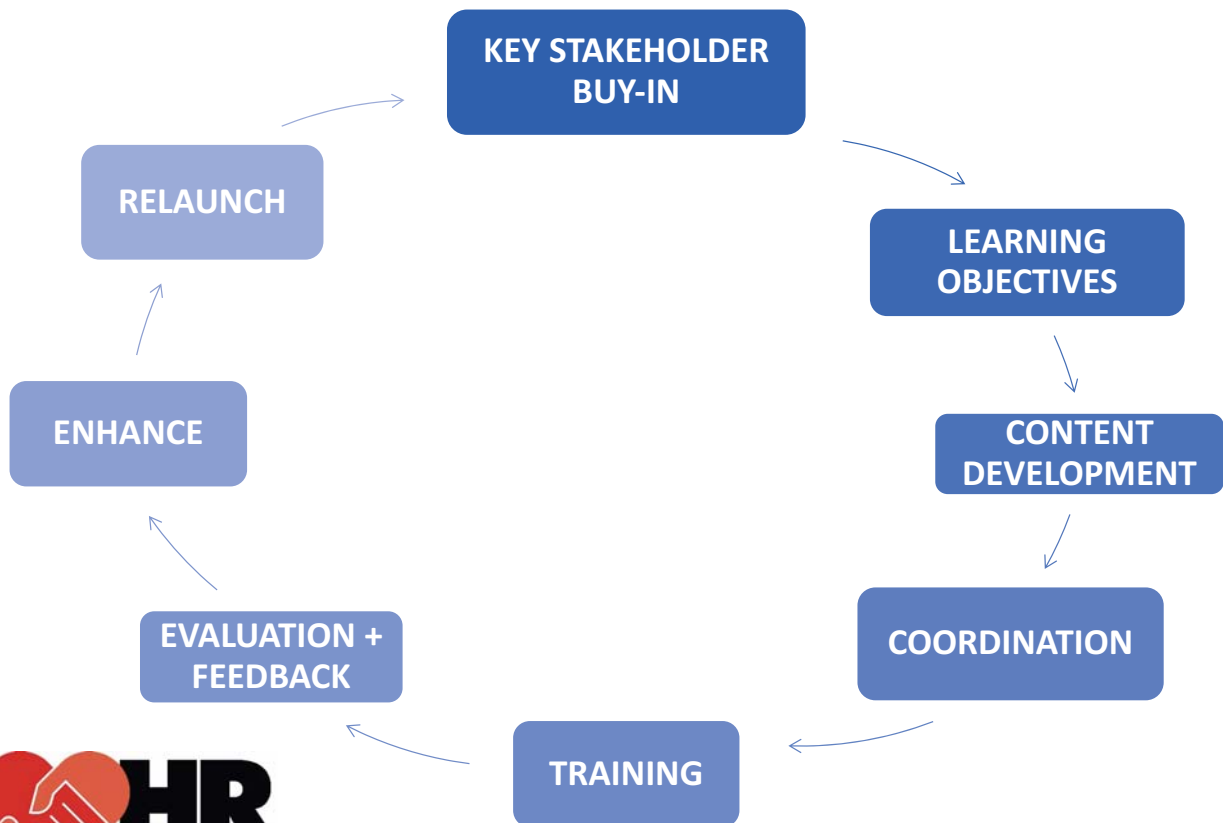 KEY STAKEHOLDER
BUY-IN
LEARNING
OBJECTIVES
CONTENT
DEVELOPMENT
COORDINATION
TRAINING
EVALUATION +
FEEDBACK
ENHANCE
RELAUNCH
HR